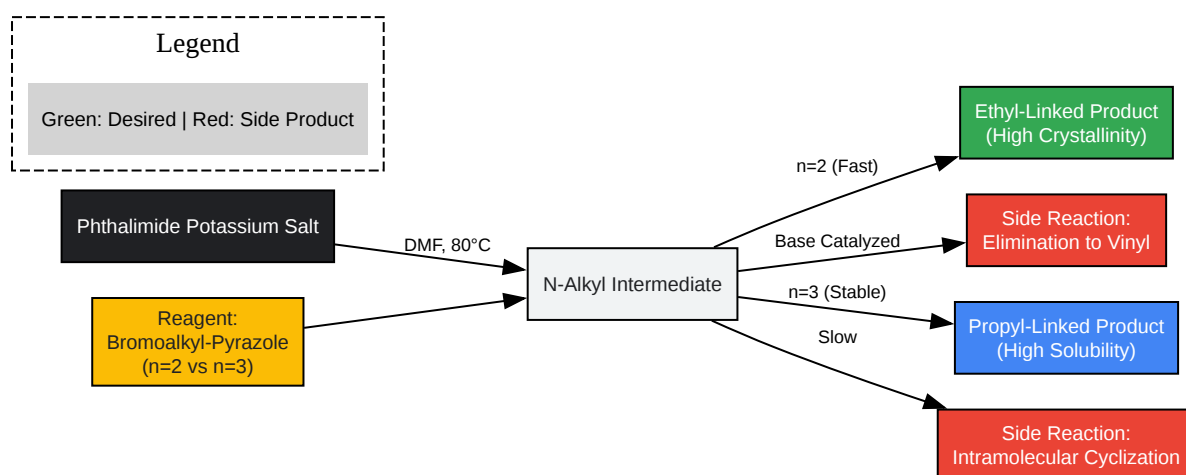 Legend
Green: Desired | Red: Side Product
Phthalimide Potassium Salt
DMF, 80°C
Reagent:
Bromoalkyl-Pyrazole
(n=2 vs n=3)
N-Alkyl Intermediate
n=2 (Fast)
Ethyl-Linked Product
(High Crystallinity)
Base Catalyzed
Side Reaction:
Elimination to Vinyl
n=3 (Stable)
Propyl-Linked Product
(High Solubility)
Slow
Side Reaction:
Intramolecular Cyclization